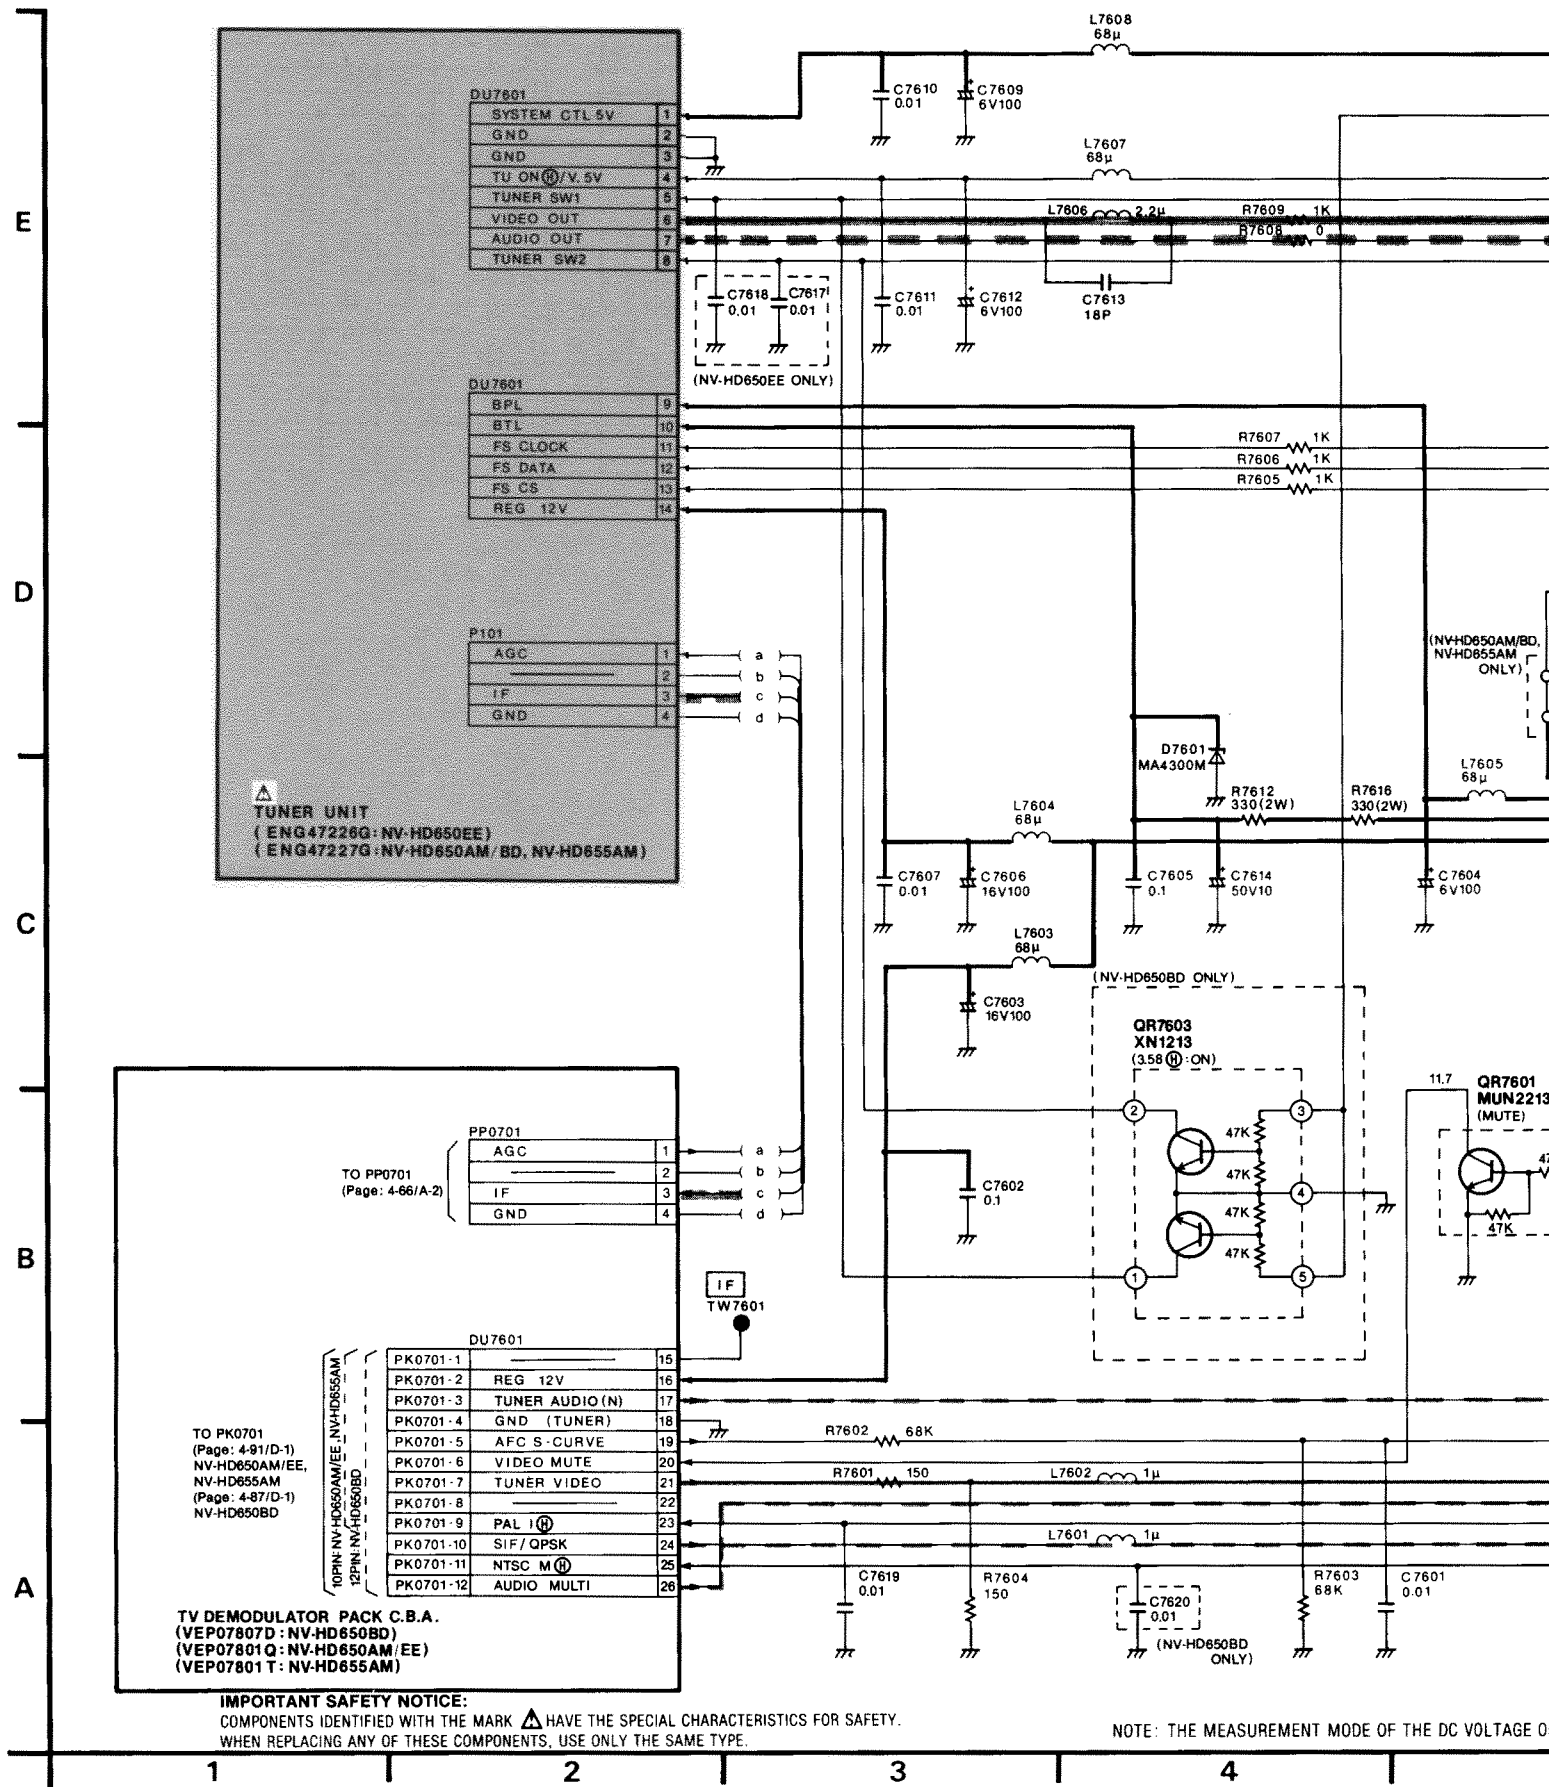 L7608
68μ
C7610
0.01
C7609
6V100
DU7601
SYSTEM CTL 5V 1
GND 2
GND 3
TU ON Ⓗ/V. 5V 4
TUNER SW1 5
VIDEO OUT 6
AUDIO OUT 7
TUNER SW2 8
L7607
68μ
L7606 2.2μ
R7609 1K
R7608 0
E
C7618
0.01
C7617
0.01
C7611
0.01
C7612
6V100
C7613
18P
(NV-HD650EE ONLY)
DU7601
BPL 9
BTL 10
FS CLOCK 11
FS DATA 12
FS CS 13
REG 12V 14
R7607 1K
R7606 1K
R7605 1K
D
P101
AGC 1 a
2 b
IF 3 c
GND 4 d
(NV-HD650AM/BD,
NV-HD655AM
ONLY)
D7601
MA4300M
L7605
68μ
R7612
330(2W)
R7616
330(2W)
L7604
68μ
⚠
TUNER UNIT
(ENG47226G: NV-HD650EE)
(ENG47227G: NV-HD650AM/BD, NV-HD655AM)
C7607
0.01
C7606
16V100
C7605
0.1
C7614
50V10
C7604
6V100
C
L7603
68μ
C7603
16V100
(NV-HD650BD ONLY)
QR7603
XN1213
(3.58 Ⓗ: ON)
2
3
47K
47K
4
47K
47K
1
5
11.7
QR7601
MUN2213
(MUTE)
47
47K
PP0701
AGC 1 a
2 b
IF 3 c
GND 4 d
TO PP0701
(Page: 4-66/A-2)
C7602
0.1
B
IF
TW7601
DU7601
PK0701-1 15
PK0701-2 REG 12V 16
PK0701-3 TUNER AUDIO(N) 17
PK0701-4 GND (TUNER) 18
PK0701-5 AFC S-CURVE 19
PK0701-6 VIDEO MUTE 20
PK0701-7 TUNER VIDEO 21
PK0701-8 22
PK0701-9 PAL I Ⓗ 23
PK0701-10 SIF/QPSK 24
PK0701-11 NTSC M Ⓗ 25
PK0701-12 AUDIO MULTI 26
10PIN: NV-HD650AM/EE, NV-HD655AM
12PIN: NV-HD650BD
TO PK0701
(Page: 4-91/D-1)
NV-HD650AM/EE,
NV-HD655AM
(Page: 4-87/D-1)
NV-HD650BD
R7602 68K
R7601 150
L7602 1μ
L7601 1μ
C7619
0.01
R7604
150
C7620
0.01
(NV-HD650BD
ONLY)
R7603
68K
C7601
0.01
A
TV DEMODULATOR PACK C.B.A.
(VEP07807D: NV-HD650BD)
(VEP07801Q: NV-HD650AM/EE)
(VEP07801T: NV-HD655AM)
IMPORTANT SAFETY NOTICE:
COMPONENTS IDENTIFIED WITH THE MARK ⚠ HAVE THE SPECIAL CHARACTERISTICS FOR SAFETY.
WHEN REPLACING ANY OF THESE COMPONENTS, USE ONLY THE SAME TYPE.
NOTE: THE MEASUREMENT MODE OF THE DC VOLTAGE O
1 2 3 4